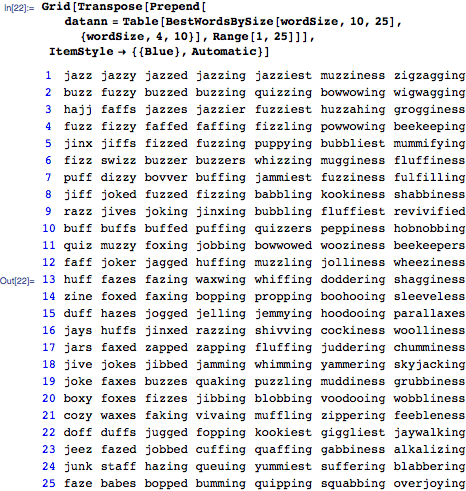 In[22]:= Grid[Transpose[Prepend[
datann = Table[BestWordsBySize[wordSize, 10, 25],
{wordSize, 4, 10}], Range[1, 25]]],
ItemStyle → {{Blue}, Automatic}]
1 jazz jazzy jazzed jazzing jazziest muzziness zigzagging
2 buzz fuzzy buzzed buzzing quizzing bowwowing wigwagging
3 hajj faffs jazzes jazzier fuzziest huzzahing grogginess
4 fuzz fizzy faffed faffing fizzling powwowing beekeeping
5 jinx jiffs fizzed fuzzing puppying bubbliest mummifying
6 fizz swizz buzzer buzzers whizzing mugginess fluffiness
7 puff dizzy bovver buffing jammiest fuzziness fulfilling
8 jiff joked fuzzed fizzing babbling kookiness shabbiness
9 razz jives joking jinxing bubbling fluffiest revivified
10 buff buffs buffed puffing quizzers peppiness hobnobbing
11 quiz muzzy foxing jobbing bowwowed wooziness beekeepers
12 faff joker jagged huffing muzzling jolliness wheeziness
Out[22]= 13 huff fazes fazing waxwing whiffing doddering shagginess
14 zine foxed faxing bopping propping boohooing sleeveless
15 duff hazes jogged jelling jemmying hoodooing parallaxes
16 jays huffs jinxed razzing shivving cockiness woolliness
17 jars faxed zapped zapping fluffing juddering chumminess
18 jive jokes jibbed jamming whimming yammering skyjacking
19 joke faxes buzzes quaking puzzling muddiness grubbiness
20 boxy foxes fizzes jibbing blobbing voodooing wobbliness
21 cozy waxes faking vivaing muffling zippering feebleness
22 doff duffs jugged fopping kookiest giggliest jaywalking
23 jeez fazed jobbed cuffing quaffing gabbiness alkalizing
24 junk staff hazing queuing yummiest suffering blabbering
25 faze babes bobbed bumming quipping squabbing overjoying